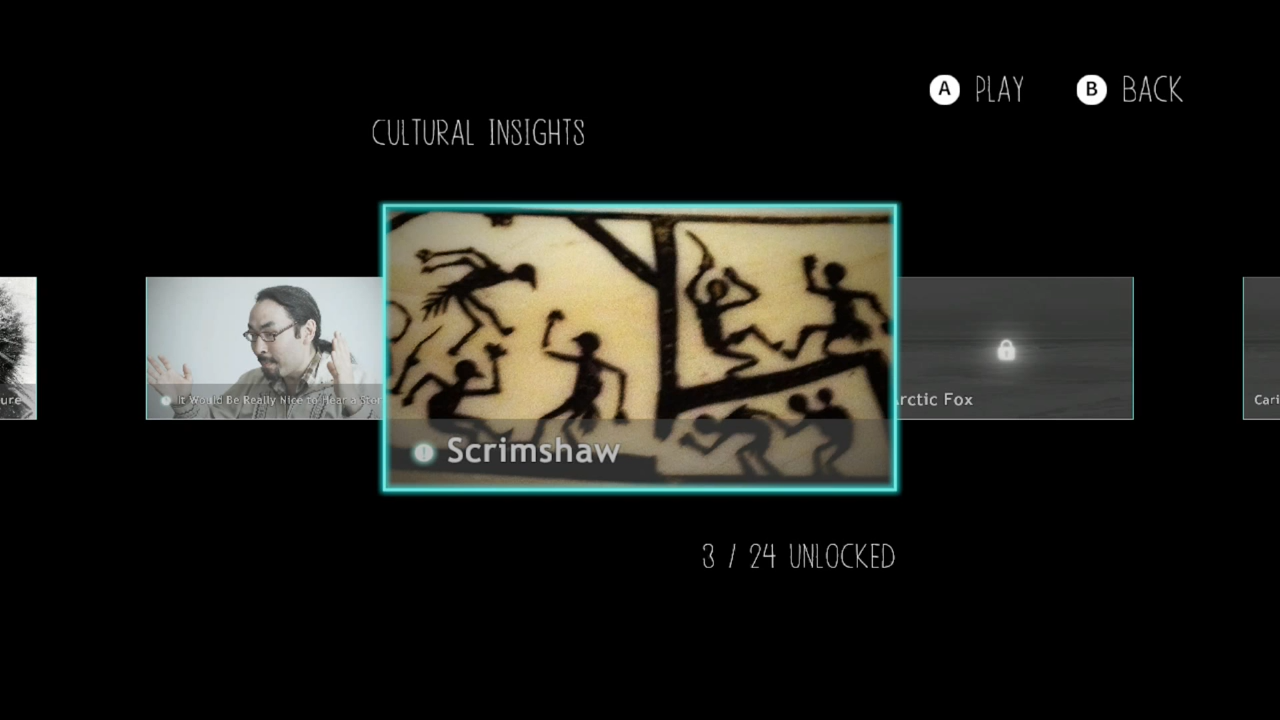 A PLAY B BACK
CULTURAL INSIGHTS
ure
It Would Be Really Nice to Hear a Stor
Scrimshaw
Arctic Fox
Cari
3 / 24 UNLOCKED